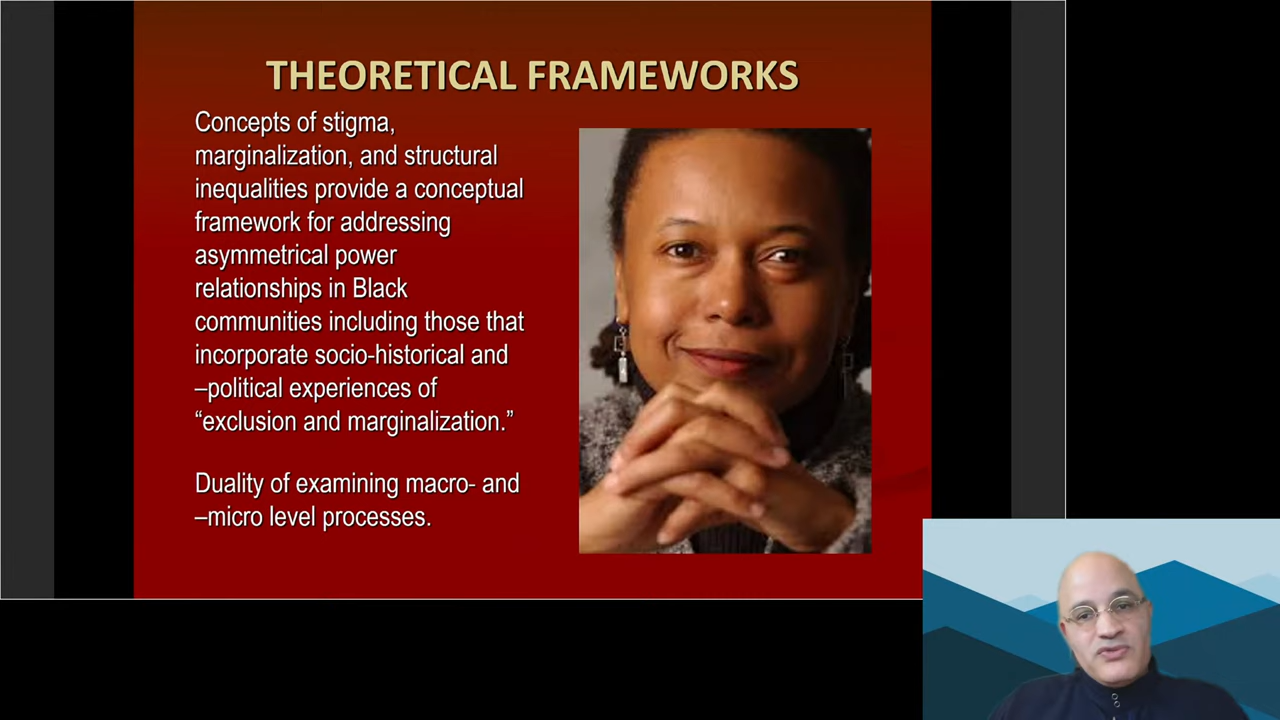 THEORETICAL FRAMEWORKS
Concepts of stigma,
marginalization, and structural
inequalities provide a conceptual
framework for addressing
asymmetrical power
relationships in Black
communities including those that
incorporate socio-historical and
–political experiences of
“exclusion and marginalization.”
Duality of examining macro- and
–micro level processes.